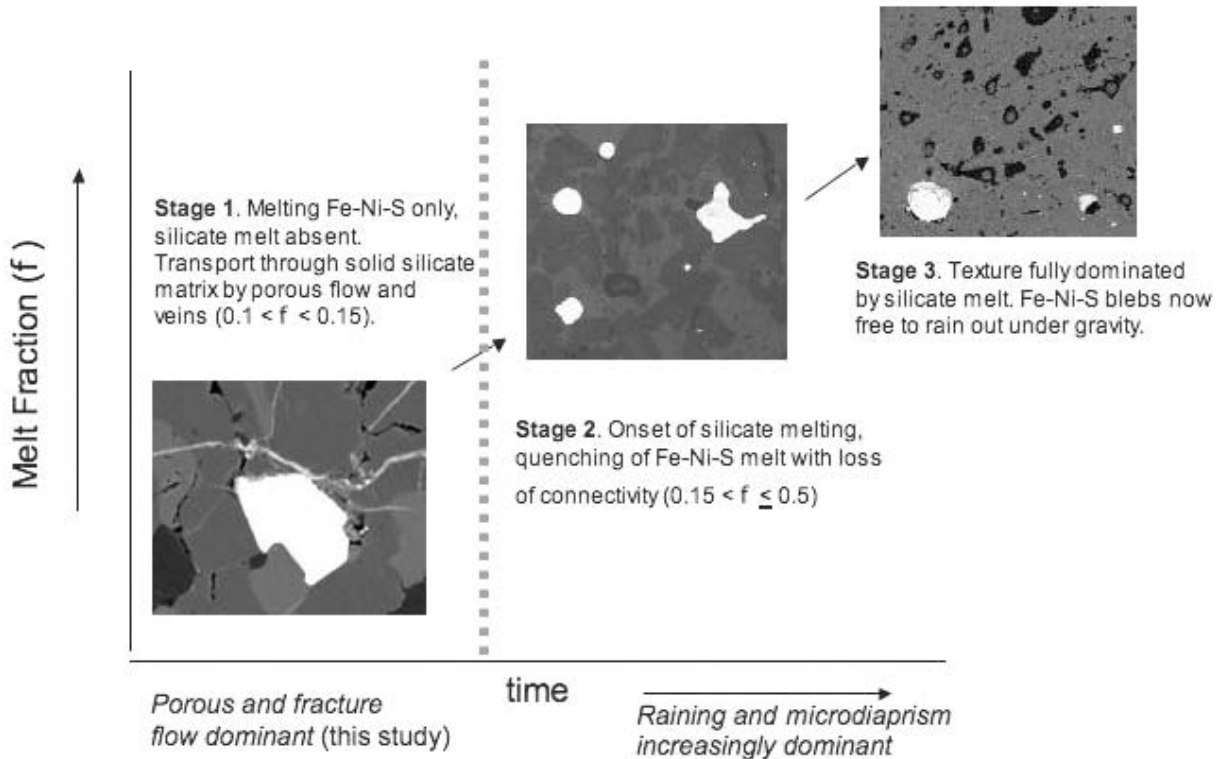 Melt Fraction (f )
Stage 1. Melting Fe-Ni-S only,
silicate melt absent.
Transport through solid silicate
matrix by porous flow and
veins (0.1 < f < 0.15).
Stage 2. Onset of silicate melting,
quenching of Fe-Ni-S melt with loss
of connectivity (0.15 < f ≤ 0.5)
Stage 3. Texture fully dominated
by silicate melt. Fe-Ni-S blebs now
free to rain out under gravity.
time
Porous and fracture
flow dominant (this study)
Raining and microdiaprism
increasingly dominant